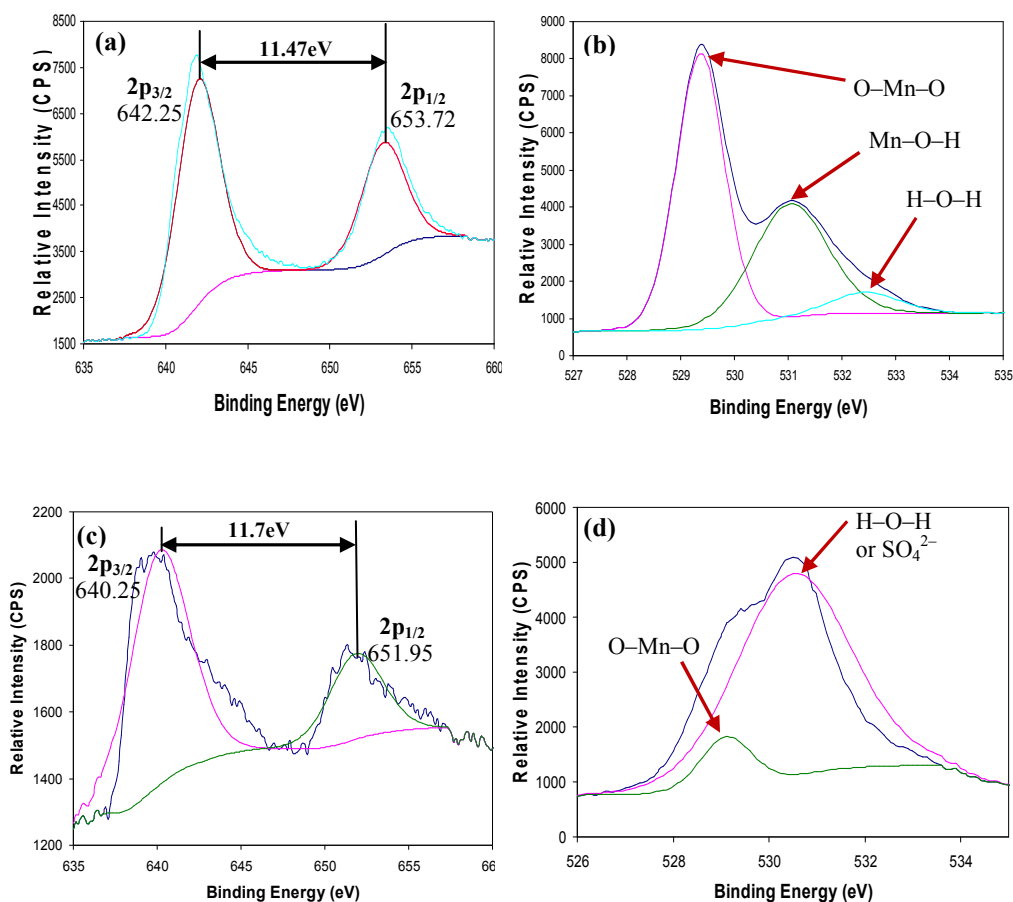 (a)
11.47eV
2p3/2
642.25
2p1/2
653.72
Relative Intensity (CPS)
8500
7500
6500
5500
4500
3500
2500
1500
635 640 645 650 655 660
Binding Energy (eV)
(b)
O–Mn–O
Mn–O–H
H–O–H
Relative Intensity (CPS)
9000
8000
7000
6000
5000
4000
3000
2000
1000
0
527 528 529 530 531 532 533 534 535
Binding Energy (eV)
(c)
11.7eV
2p3/2
640.25
2p1/2
651.95
Relative Intensity (CPS)
2200
2000
1800
1600
1400
1200
635 640 645 650 655 66
Binding Energy (eV)
(d)
H–O–H
or SO₄²⁻
O–Mn–O
Relative Intensity (CPS)
6000
5000
4000
3000
2000
1000
0
526 528 530 532 534
Binding Energy (eV)